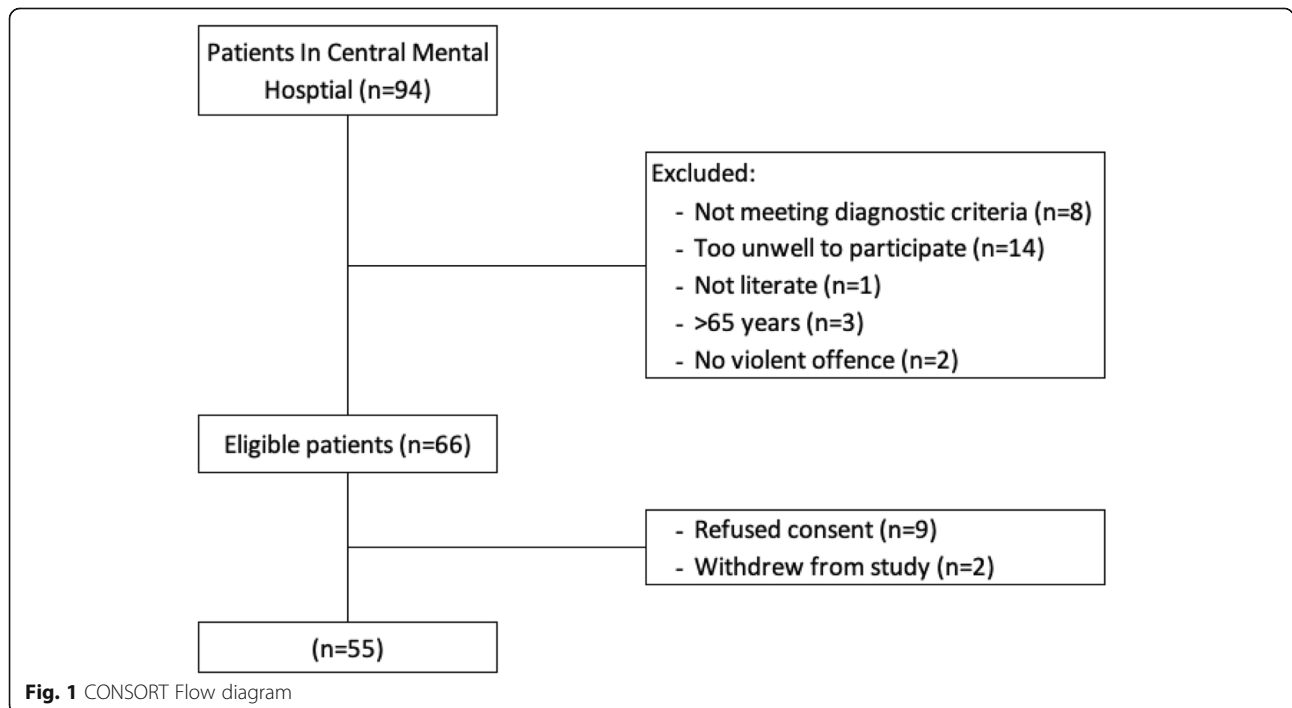 Patients In Central Mental
Hosptial (n=94)
Excluded:
- Not meeting diagnostic criteria (n=8)
- Too unwell to participate (n=14)
- Not literate (n=1)
- >65 years (n=3)
- No violent offence (n=2)
Eligible patients (n=66)
- Refused consent (n=9)
- Withdrew from study (n=2)
(n=55)
Fig. 1 CONSORT Flow diagram